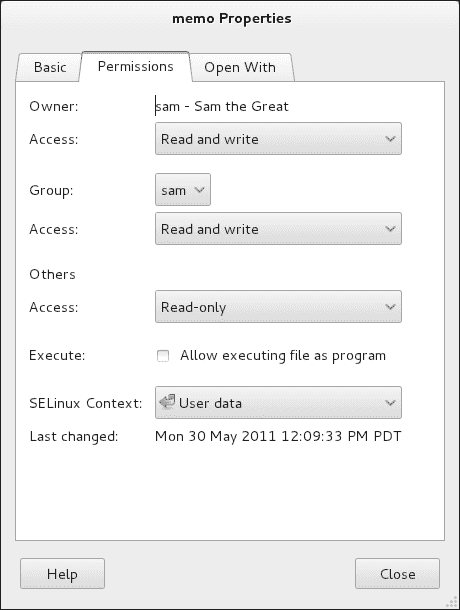 memo Properties
Basic Permissions Open With
Owner: sam - Sam the Great
Access: Read and write
Group: sam
Access: Read and write
Others
Access: Read-only
Execute: Allow executing file as program
SELinux Context: User data
Last changed: Mon 30 May 2011 12:09:33 PM PDT
Help Close